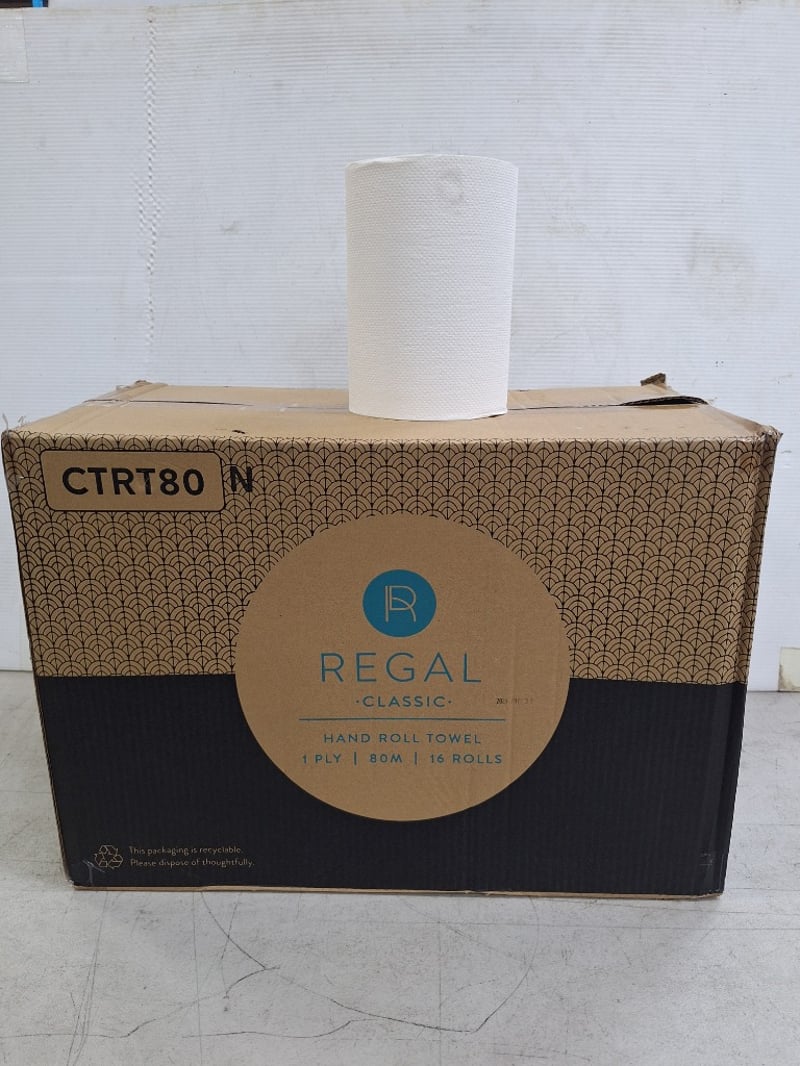 CTRT80 N
R
REGAL
·CLASSIC·
HAND ROLL TOWEL
1 PLY | 80M | 16 ROLLS
This packaging is recyclable.
Please dispose of thoughtfully.